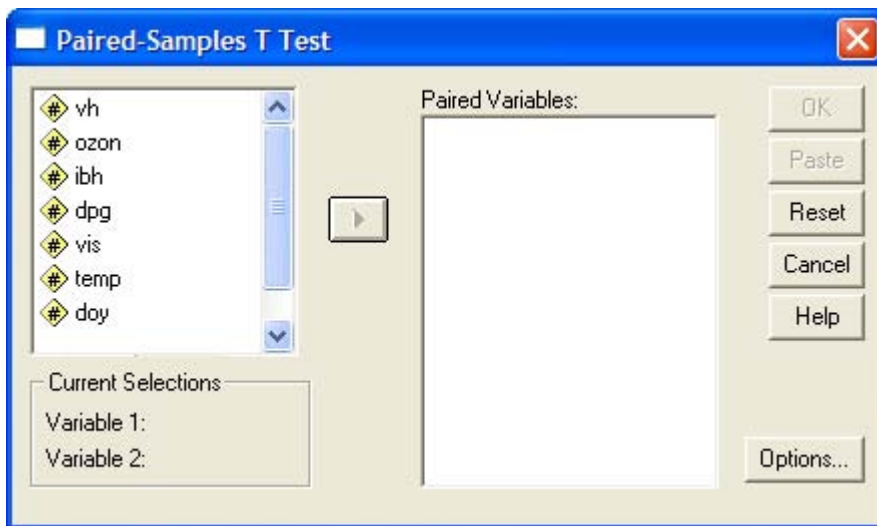 Paired-Samples T Test
vh
ozon
ibh
dpg
vis
temp
doy
Current Selections
Variable 1:
Variable 2:
Paired Variables:
OK
Paste
Reset
Cancel
Help
Options...